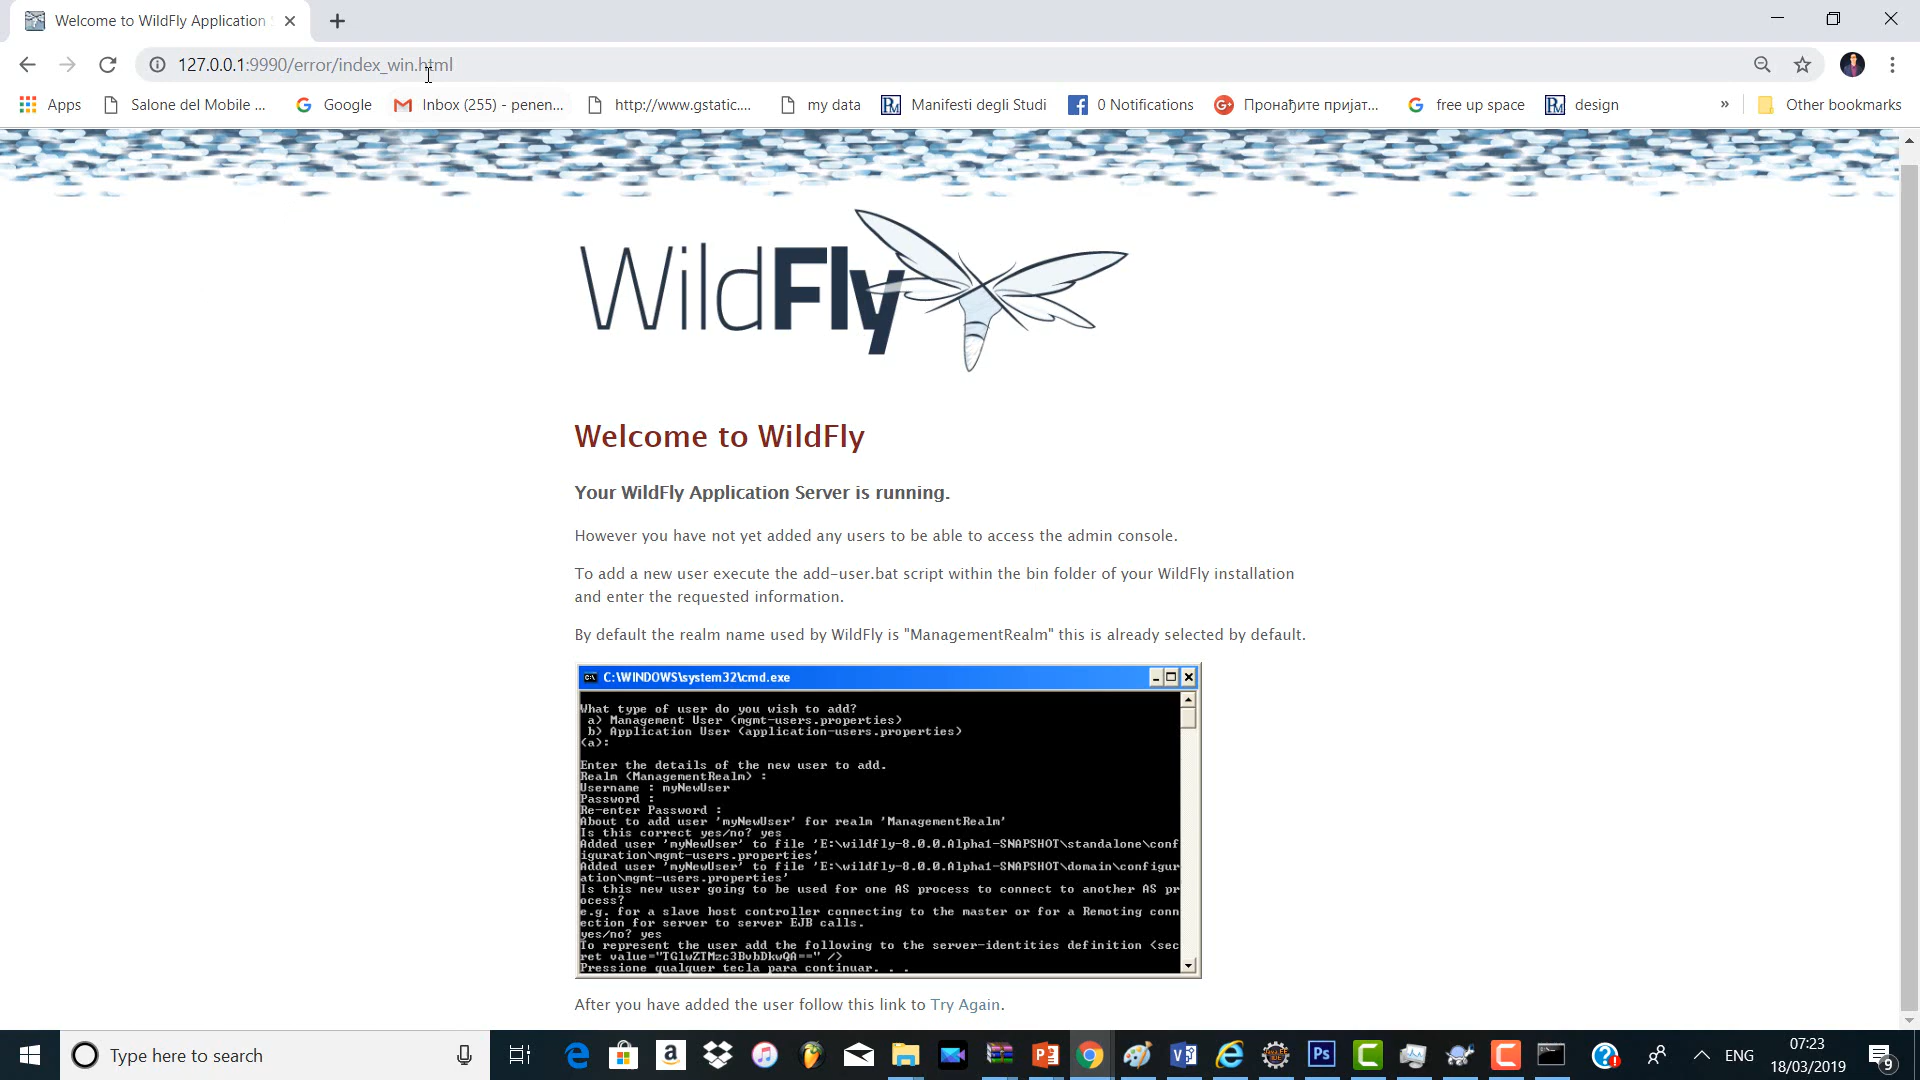 Welcome to WildFly Application
127.0.0.1:9990/error/index_win.html
Apps
Salone del Mobile ...
Google
Inbox (255) - penen...
http://www.gstatic....
my data
Manifesti degli Studi
0 Notifications
Пронађите пријат...
free up space
design
»
Other bookmarks
WildFly
Welcome to WildFly
Your WildFly Application Server is running.
However you have not yet added any users to be able to access the admin console.
To add a new user execute the add-user.bat script within the bin folder of your WildFly installation
and enter the requested information.
By default the realm name used by WildFly is "ManagementRealm" this is already selected by default.
C:\WINDOWS\system32\cmd.exe
What type of user do you wish to add?
a) Management User (mgmt-users.properties)
b) Application User (application-users.properties)
(a):
Enter the details of the new user to add.
Realm (ManagementRealm) :
Username : myNewUser
Password :
Re-enter Password :
About to add user 'myNewUser' for realm 'ManagementRealm'
Is this correct yes/no? yes
Added user 'myNewUser' to file 'E:\wildfly-8.0.0.Alpha1-SNAPSHOT\standalone\conf
iguration\mgmt-users.properties'
Added user 'myNewUser' to file 'E:\wildfly-8.0.0.Alpha1-SNAPSHOT\domain\configur
ation\mgmt-users.properties'
Is this new user going to be used for one AS process to connect to another AS pr
ocess?
e.g. for a slave host controller connecting to the master or for a Remoting conn
ection for server to server EJB calls.
yes/no? yes
To represent the user add the following to the server-identities definition <sec
ret value="TGlwZTMzc3BvbDkwQA==" />
Pressione qualquer tecla para continuar. . .
After you have added the user follow this link to Try Again.
Type here to search
ENG
07:23
18/03/2019
9